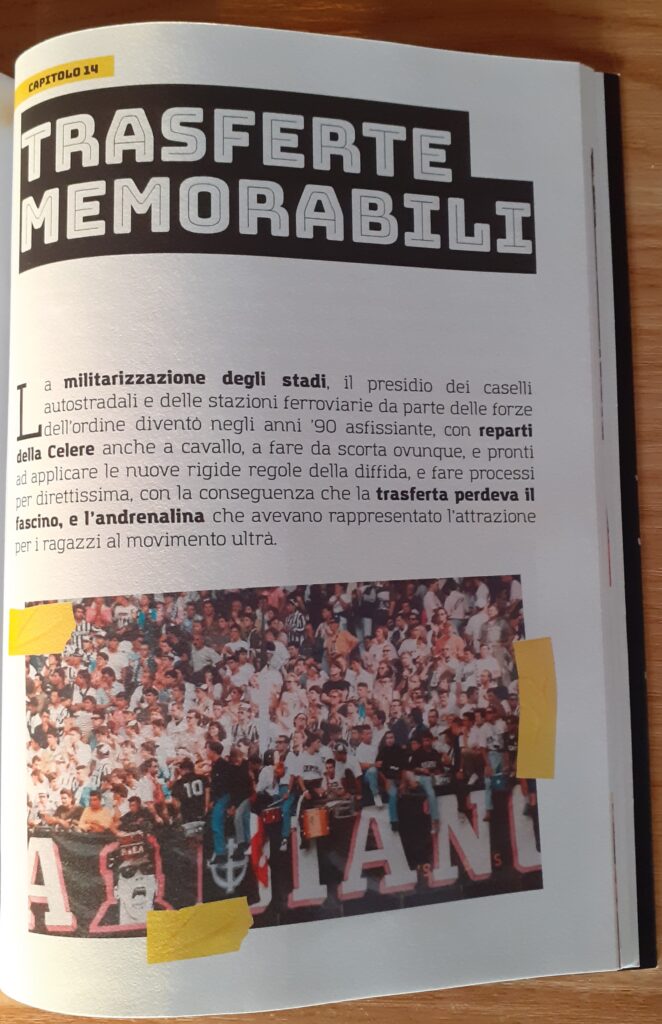 CAPITOLO 14
TRASFERTE
MEMORABILI
La militarizzazione degli stadi, il presidio dei caselli
autostradali e delle stazioni ferroviarie da parte delle forze
dell'ordine diventò negli anni '90 asfissiante, con reparti
della Celere anche a cavallo, a fare da scorta ovunque, e pronti
ad applicare le nuove rigide regole della diffida, e fare processi
per direttissima, con la conseguenza che la trasferta perdeva il
fascino, e l'andrenalina che avevano rappresentato l'attrazione
per i ragazzi al movimento ultrà.
10